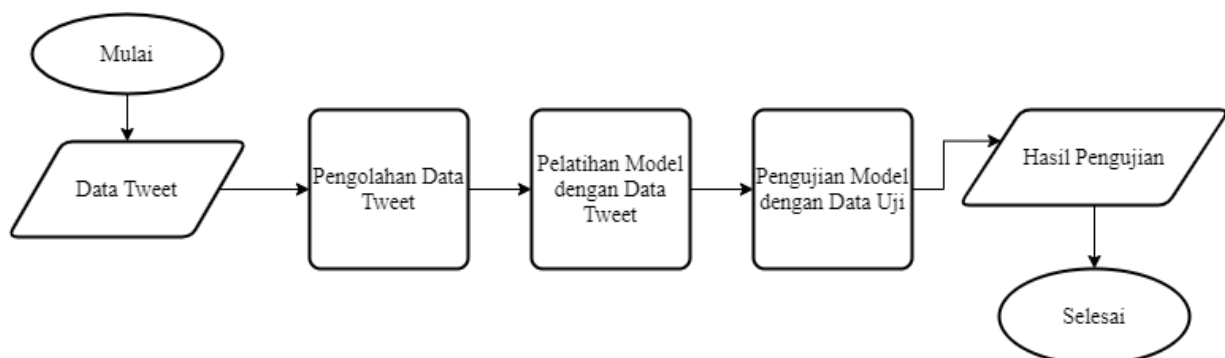 Mulai
Data Tweet
Pengolahan Data
Tweet
Pelatihan Model
dengan Data
Tweet
Pengujian Model
dengan Data Uji
Hasil Pengujian
Selesai